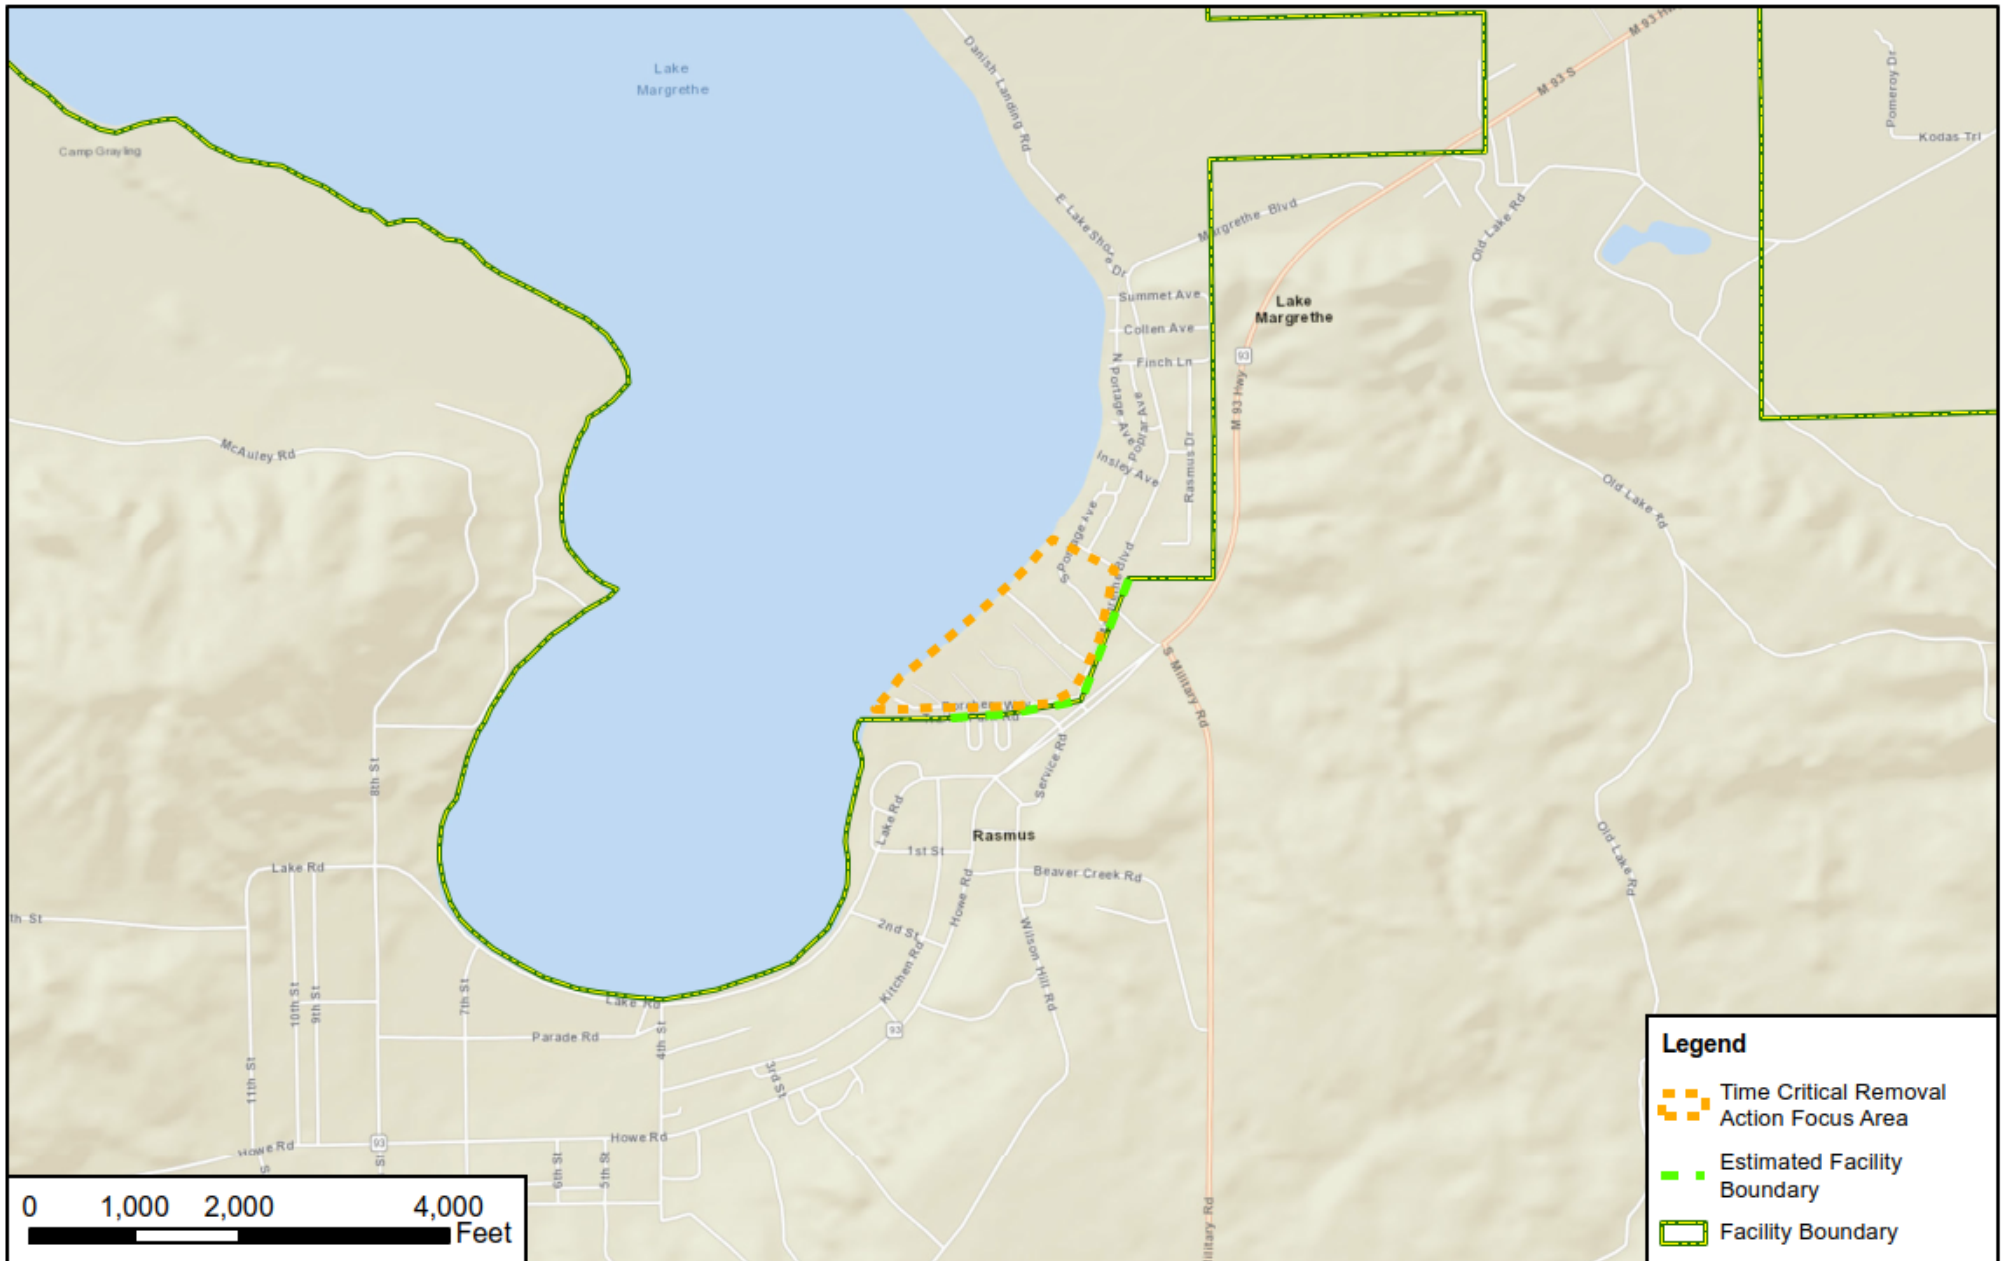 Lake
Margrethe
Camp Grayling
Danish Landing Rd
M 93 S
Pomeroy Dr
Kodas Trl
E Lake Shore Dr
Margrethe Blvd
Old Lake Rd
Summet Ave
Collen Ave
Finch Ln
N Portage Ave
Poplar Ave
Insley Ave
Rasmus Dr
Lake
Margrethe
93
M 93 Hwy
McAuley Rd
Old Lake Rd
S Portage Ave
S Military Rd
8th St
Service Rd
Lake Rd
Rasmus
1st St
Beaver Creek Rd
Old Lake Rd
Lake Rd
th St
Howe Rd
2nd St
Kitchen Rd
Wilson Hill Rd
10th St
9th St
7th St
Lake Rd
4th St
Parade Rd
93
3rd St
11th St
Howe Rd
93
Howe Rd
6th St
5th St
0 1,000 2,000 4,000
Feet
Legend
Time Critical Removal
Action Focus Area
Estimated Facility
Boundary
Facility Boundary